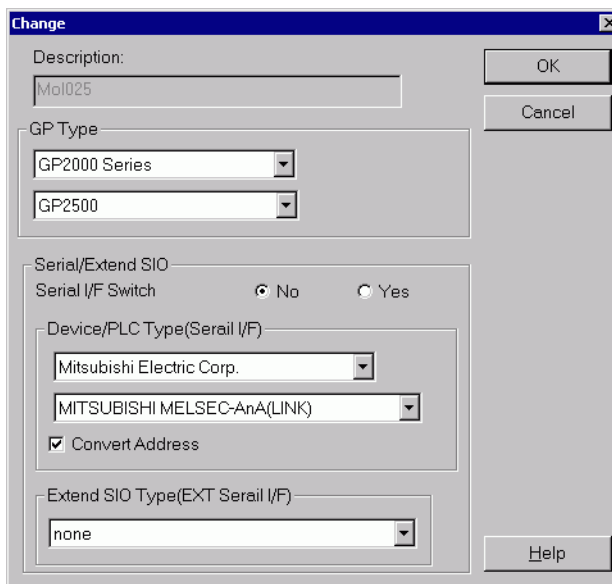 Change
Description:
Mol025
OK
Cancel
GP Type
GP2000 Series
GP2500
Serial/Extend SIO
Serial I/F Switch No Yes
Device/PLC Type(Serail I/F)
Mitsubishi Electric Corp.
MITSUBISHI MELSEC-AnA(LINK)
Convert Address
Extend SIO Type(EXT Serail I/F)
none
Help